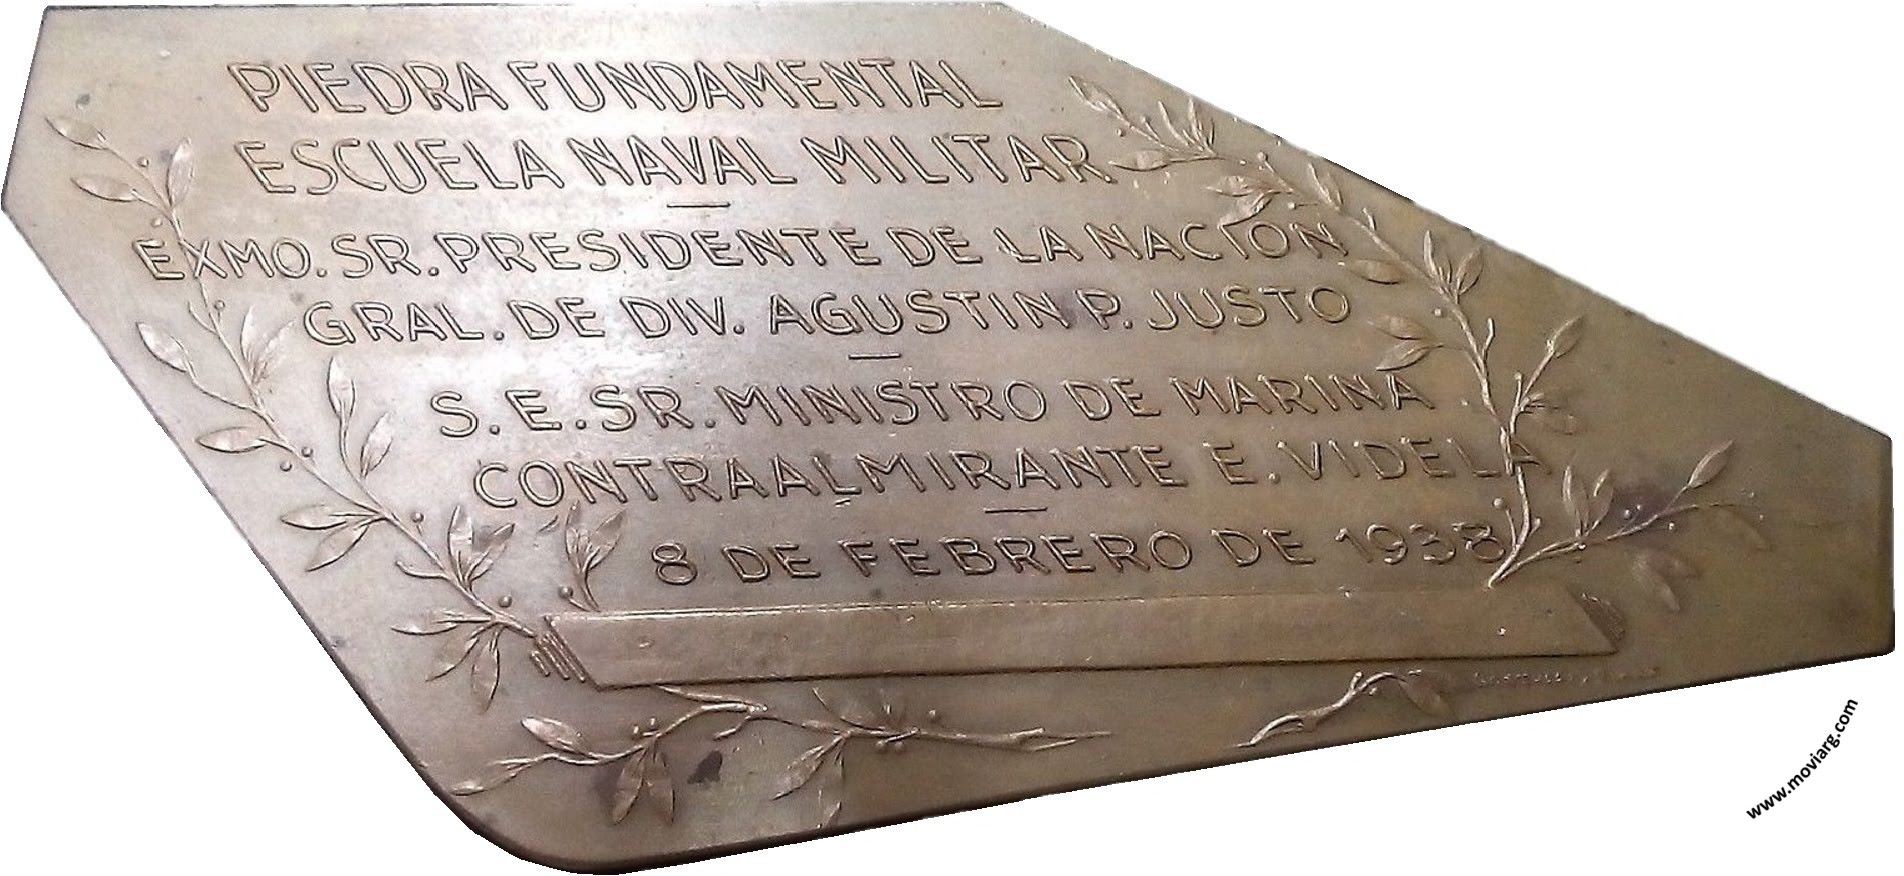 PIEDRA FUNDAMENTAL
ESCUELA NAVAL MILITAR
EXMO. SR. PRESIDENTE DE LA NACIÓN
GRAL. DE DIV. AGUSTIN P. JUSTO
S. E. SR. MINISTRO DE MARINA
CONTRAALMIRANTE E. VIDELA
8 DE FEBRERO DE 1938
www.moviarg.com